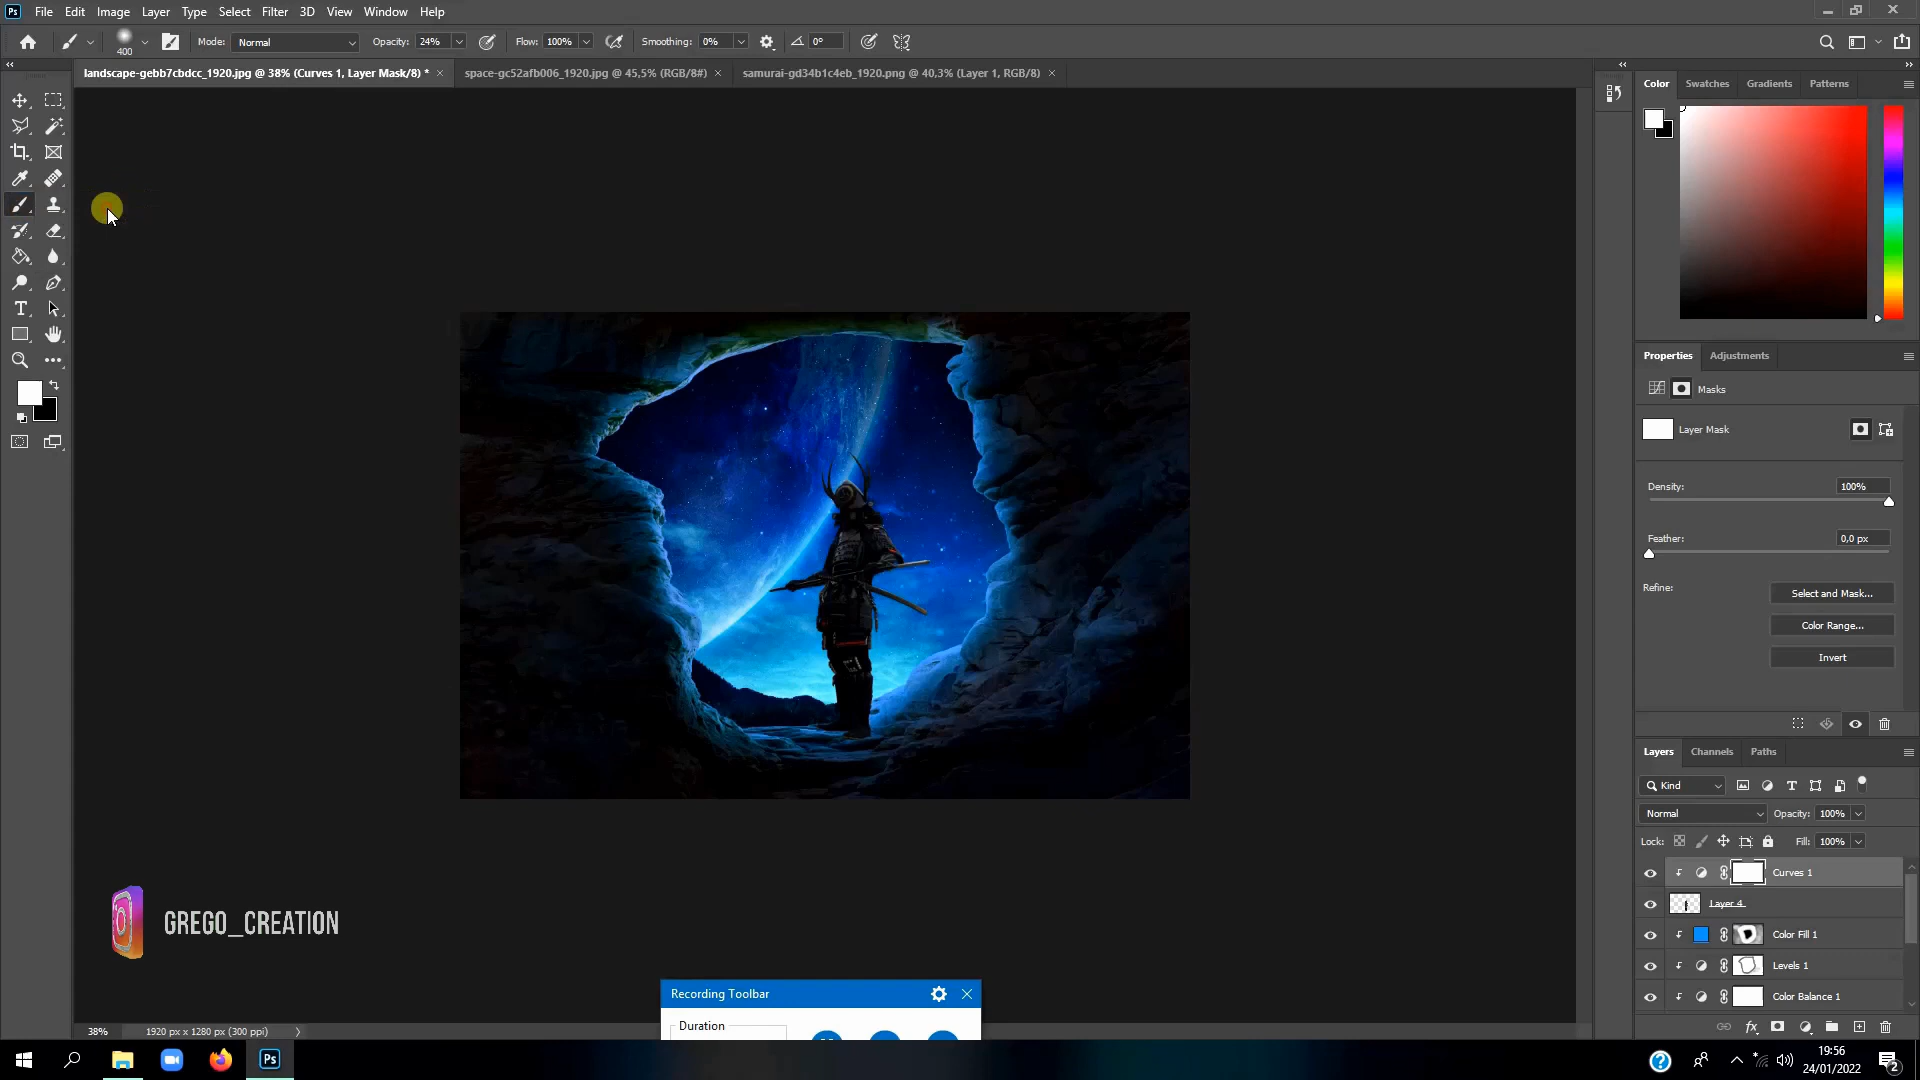 Ps File Edit Image Layer Type Select Filter 3D View Window Help
400 Mode: Normal Opacity: 24% Flow: 100% Smoothing: 0% 0°
landscape-gebb7cbdcc_1920.jpg @ 38% (Curves 1, Layer Mask/8) * space-gc52afb006_1920.jpg @ 45,5% (RGB/8#) samurai-gd34b1c4eb_1920.png @ 40,3% (Layer 1, RGB/8)
Color Swatches Gradients Patterns
Properties Adjustments
Masks
Layer Mask
Density: 100%
Feather: 0,0 px
Refine: Select and Mask...
Color Range...
Invert
Layers Channels Paths
Kind
Normal Opacity: 100%
Lock: Fill: 100%
Curves 1
Layer 4
Color Fill 1
Levels 1
Color Balance 1
GREGO_CREATION
Recording Toolbar
Duration
38% 1920 px x 1280 px (300 ppi)
Ps
19:56
24/01/2022
2